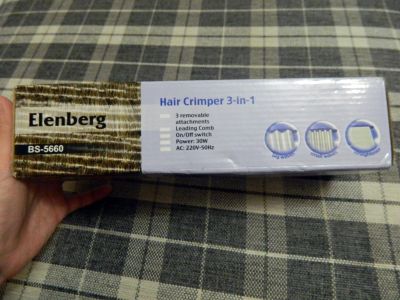 Elenberg
BS-5660
Hair Crimper 3-in-1
3 removable
attachments
Leading Comb
On/Off switch
Power: 30W
AC: 220V-50Hz